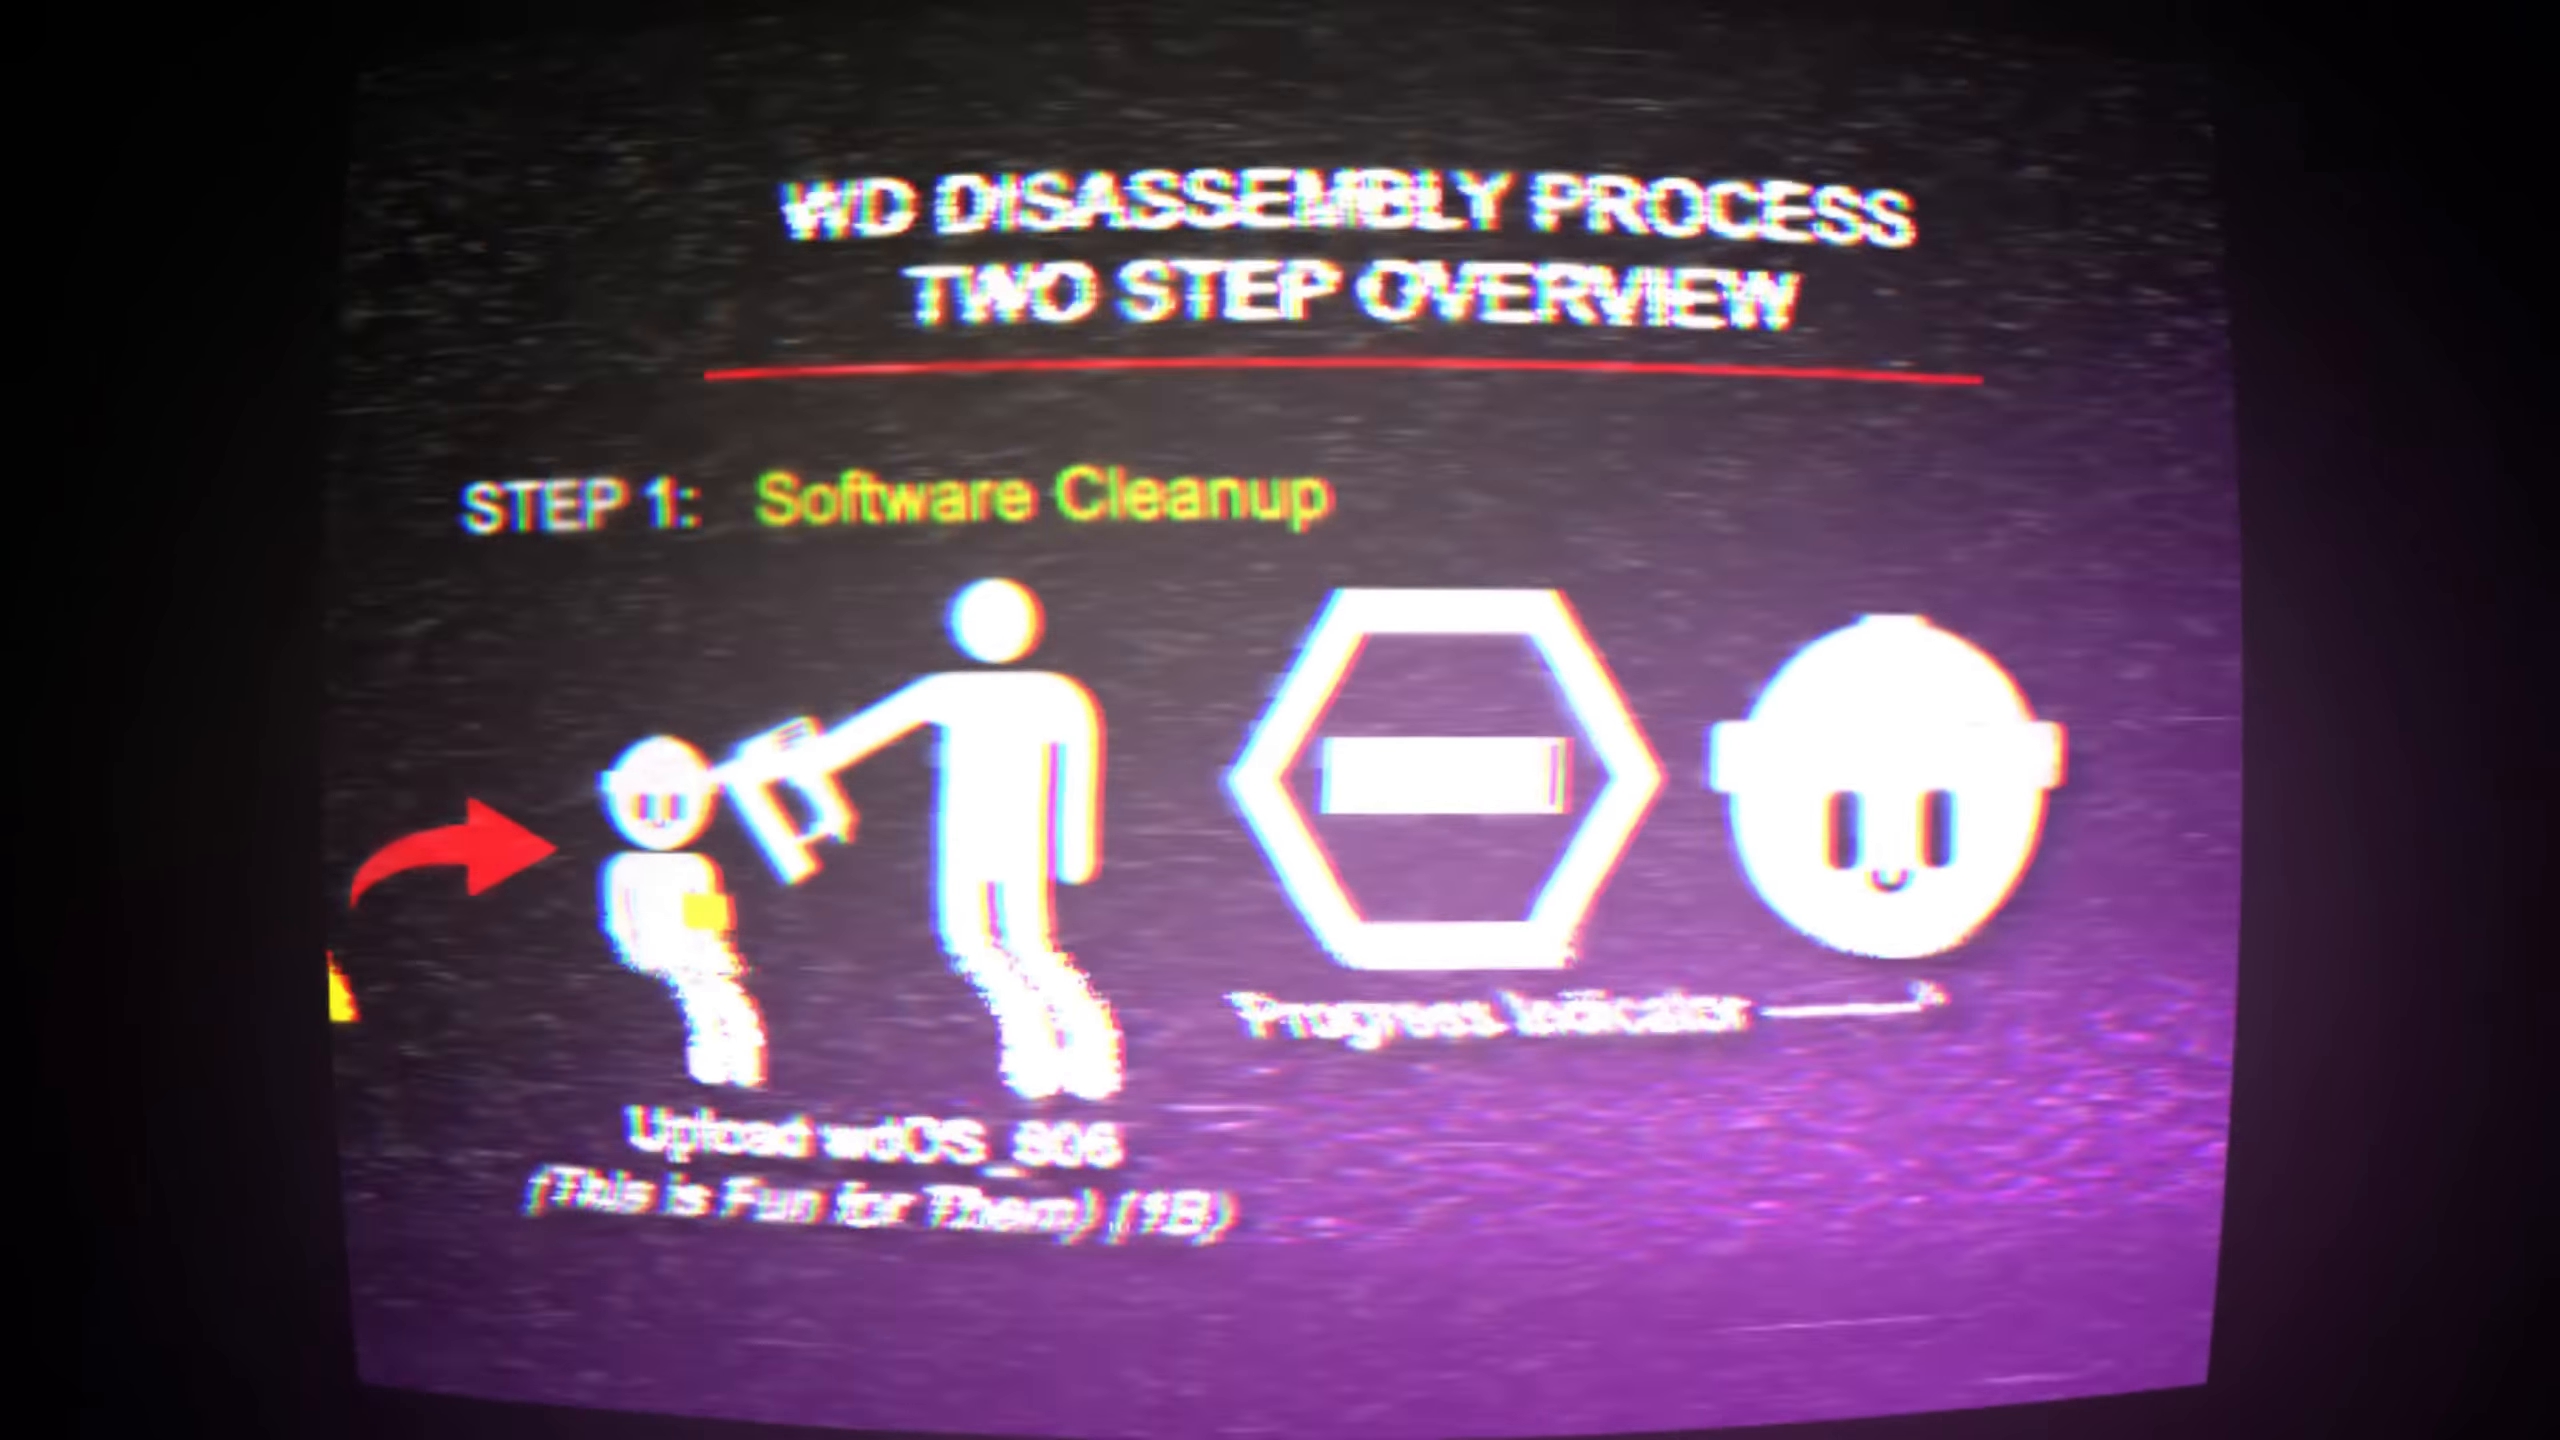 WD DISASSEMBLY PROCESS
TWO STEP OVERVIEW
STEP 1: Software Cleanup
Progress Indicator
Upload wdOS_606
(This is Fun for Them) (1B)